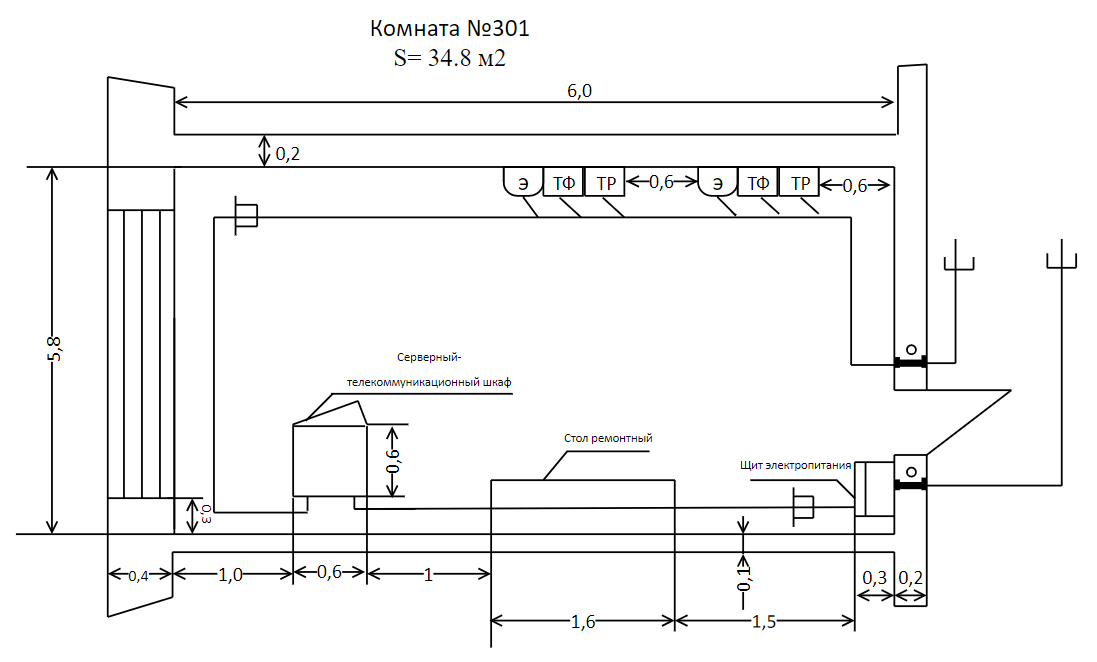 Комната №301
S= 34.8 м2
6,0
0,2
Э ТФ ТР 0,6 Э ТФ ТР 0,6
5,8
Серверный-
телекоммуникационный шкаф
0,6
Стол ремонтный
Щит электропитания
0,3
0,4 1,0 0,6 1 0,1 0,3 0,2
1,6 1,5